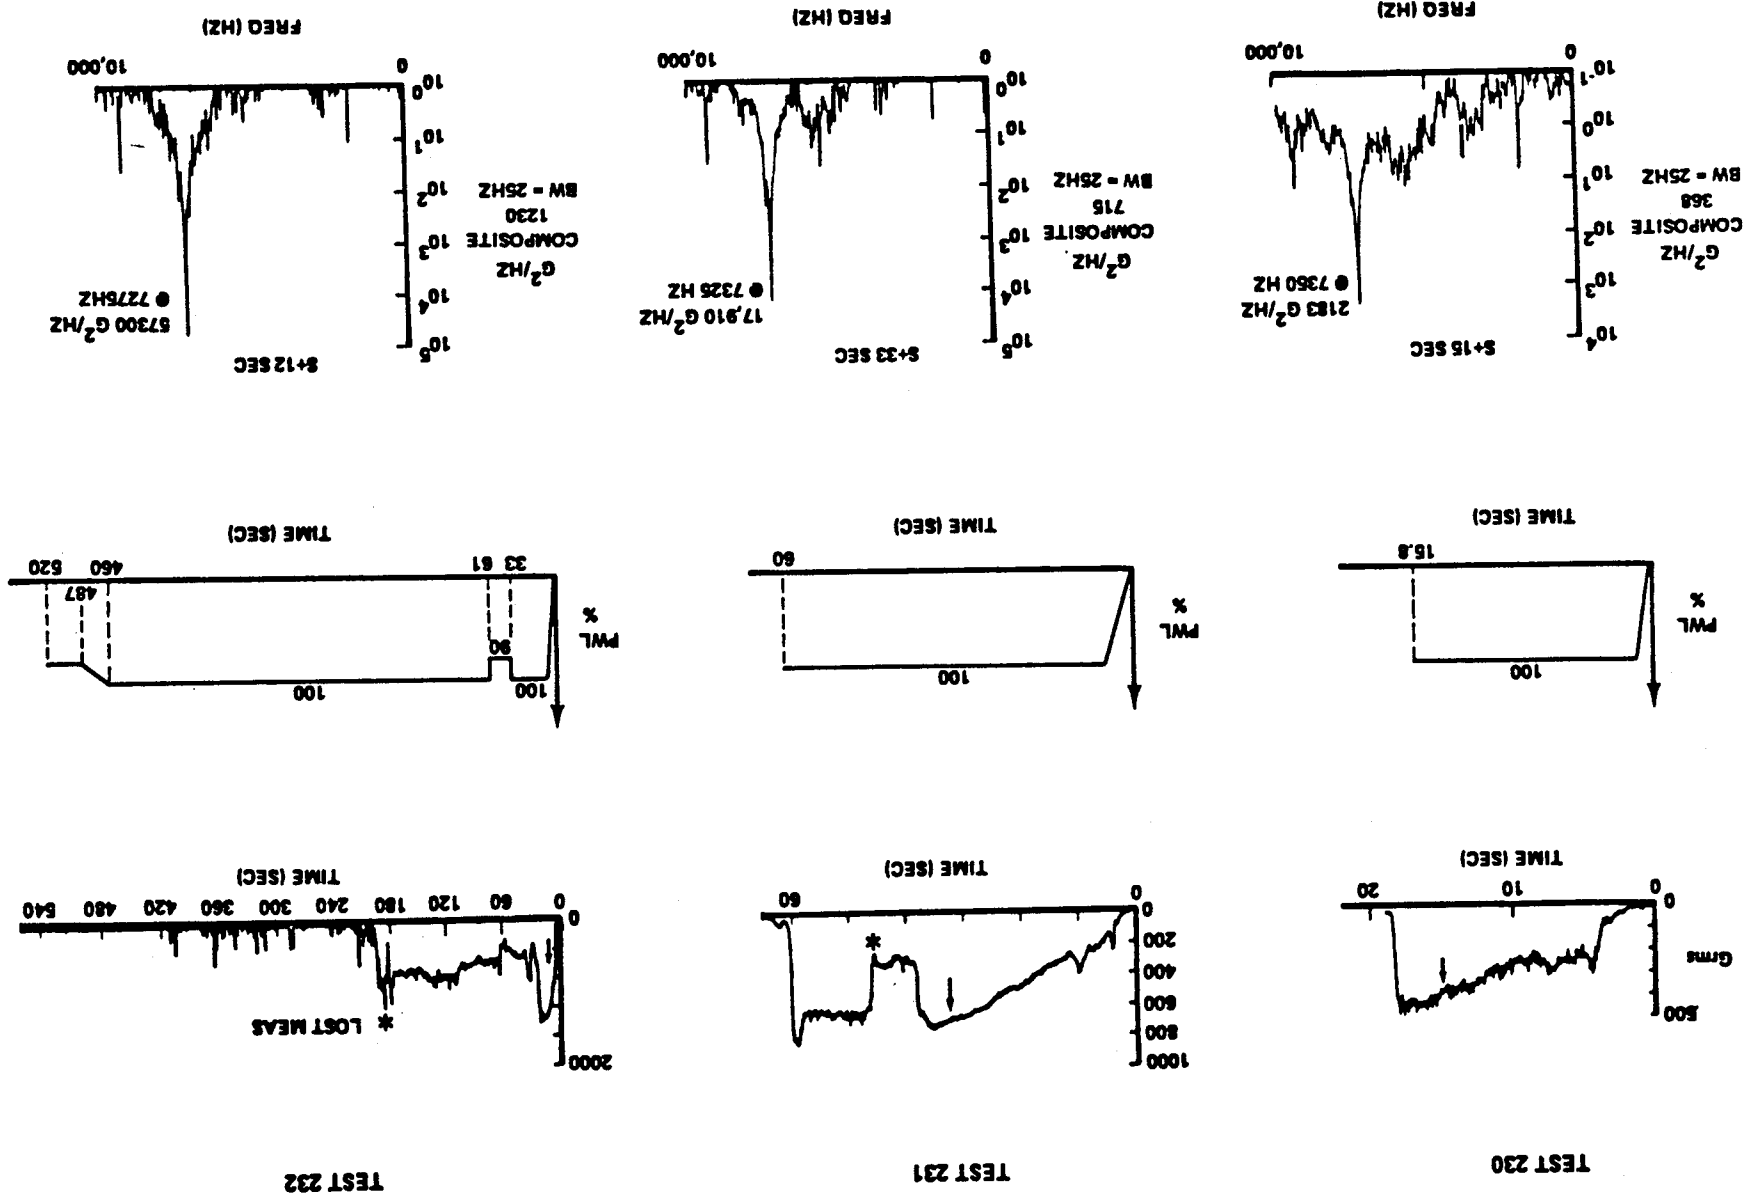 TEST 230
500
Grms
0
10
20
TIME (SEC)
100
PWL
%
15.8
TIME (SEC)
S+15 SEC
10⁴
2183 G²/HZ
@ 7350 HZ
10³
G²/HZ
COMPOSITE
368
BW = 25HZ
10²
10¹
10⁰
10⁻¹
0
10,000
FREQ (HZ)
TEST 231
1000
800
600
400
200
0
*
60
TIME (SEC)
100
PWL
%
60
TIME (SEC)
S+33 SEC
10⁵
17,910 G²/HZ
@ 7325 HZ
10⁴
G²/HZ
COMPOSITE
715
BW = 25HZ
10³
10²
10¹
10⁰
0
10,000
FREQ (HZ)
TEST 232
2000
* LOST MEAS
0
0 60 120 180 240 300 360 420 480 540
TIME (SEC)
100
90
100
PWL
%
33 61 460 487 520
TIME (SEC)
S+12 SEC
10⁵
57300 G²/HZ
@ 7275HZ
10⁴
G²/HZ
COMPOSITE
1230
BW = 25HZ
10³
10²
10¹
10⁰
0
10,000
FREQ (HZ)